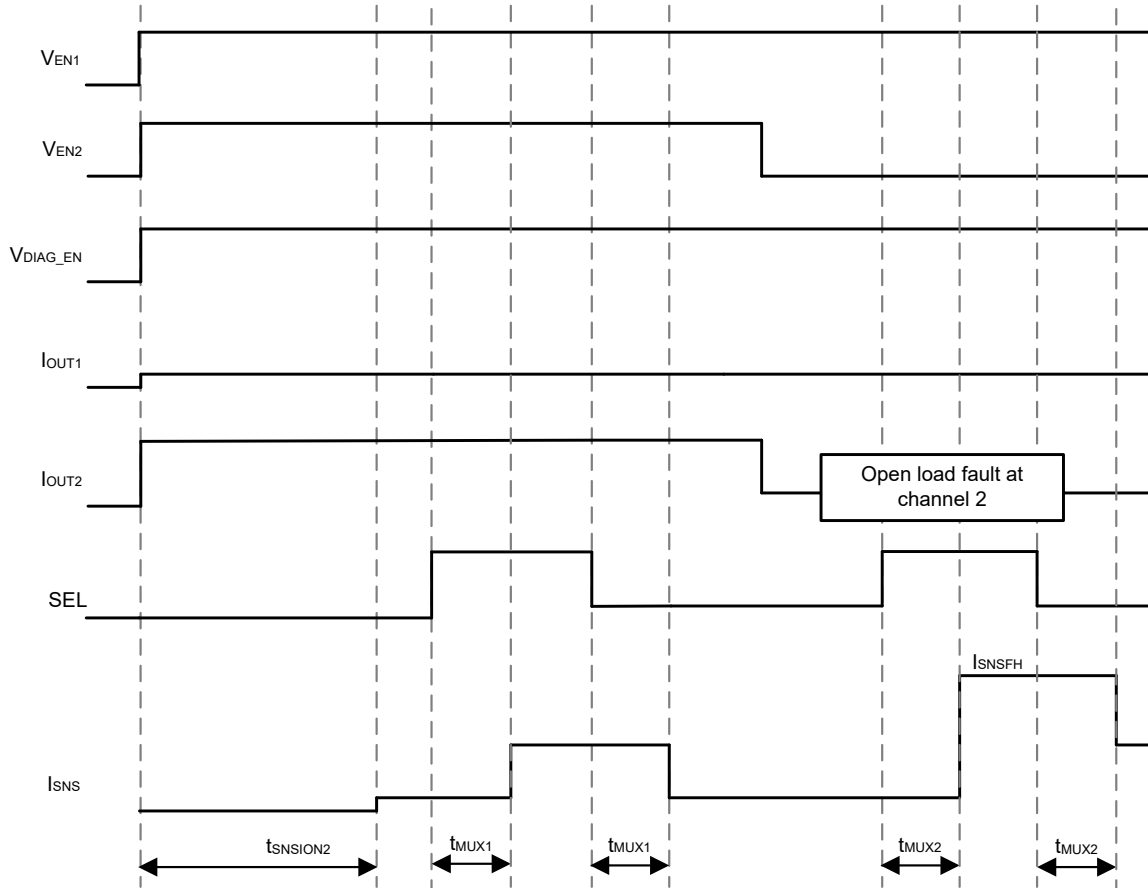 VEN1
VEN2
VDIAG_EN
IOUT1
IOUT2
Open load fault at
channel 2
SEL
ISNSFH
ISNS
tSNSION2
tMUX1
tMUX1
tMUX2
tMUX2